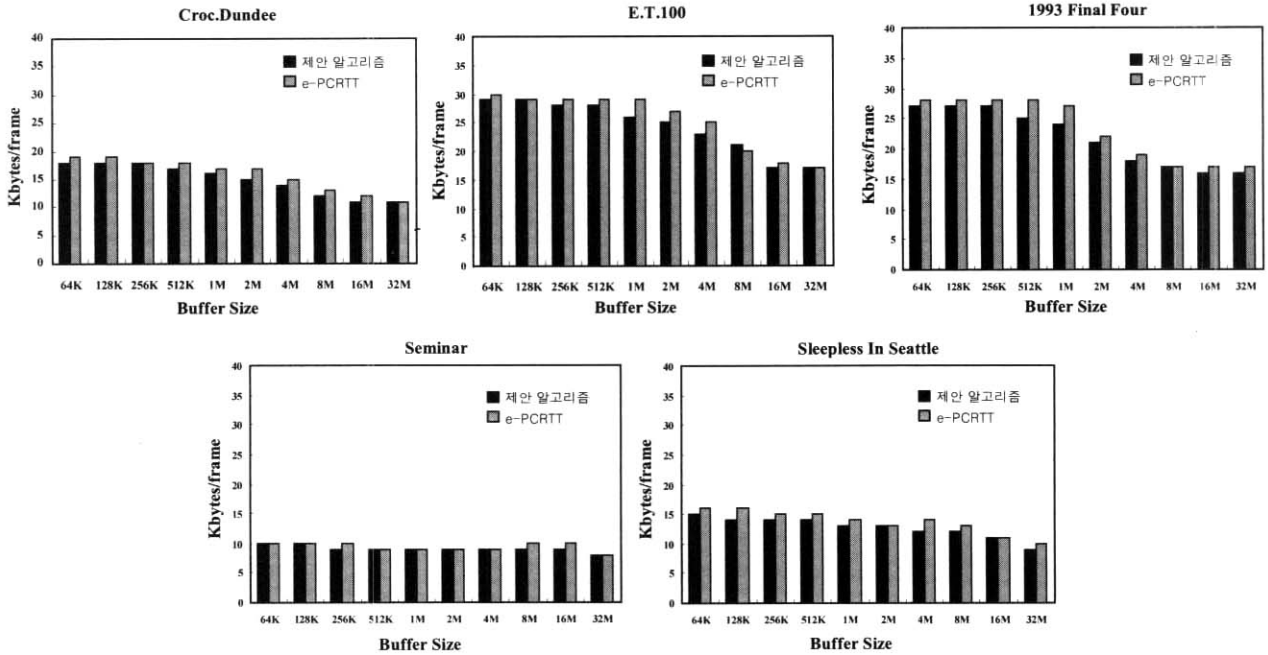 Croc.Dundee
40
35
30
25
20
15
10
5
0
Kbytes/frame
제안 알고리즘
e-PCRTT
64K 128K 256K 512K 1M 2M 4M 8M 16M 32M
Buffer Size
E.T.100
40
35
30
25
20
15
10
5
0
Kbytes/frame
제안 알고리즘
e-PCRTT
64K 128K 256K 512K 1M 2M 4M 8M 16M 32M
Buffer Size
1993 Final Four
40
35
30
25
20
15
10
5
0
Kbytes/frame
제안 알고리즘
e-PCRTT
64K 128K 256K 512K 1M 2M 4M 8M 16M 32M
Buffer Size
Seminar
40
35
30
25
20
15
10
5
0
Kbytes/frame
제안 알고리즘
e-PCRTT
64K 128K 256K 512K 1M 2M 4M 8M 16M 32M
Buffer Size
Sleepless In Seattle
40
35
30
25
20
15
10
5
0
Kbytes/frame
제안 알고리즘
e-PCRTT
64K 128K 256K 512K 1M 2M 4M 8M 16M 32M
Buffer Size